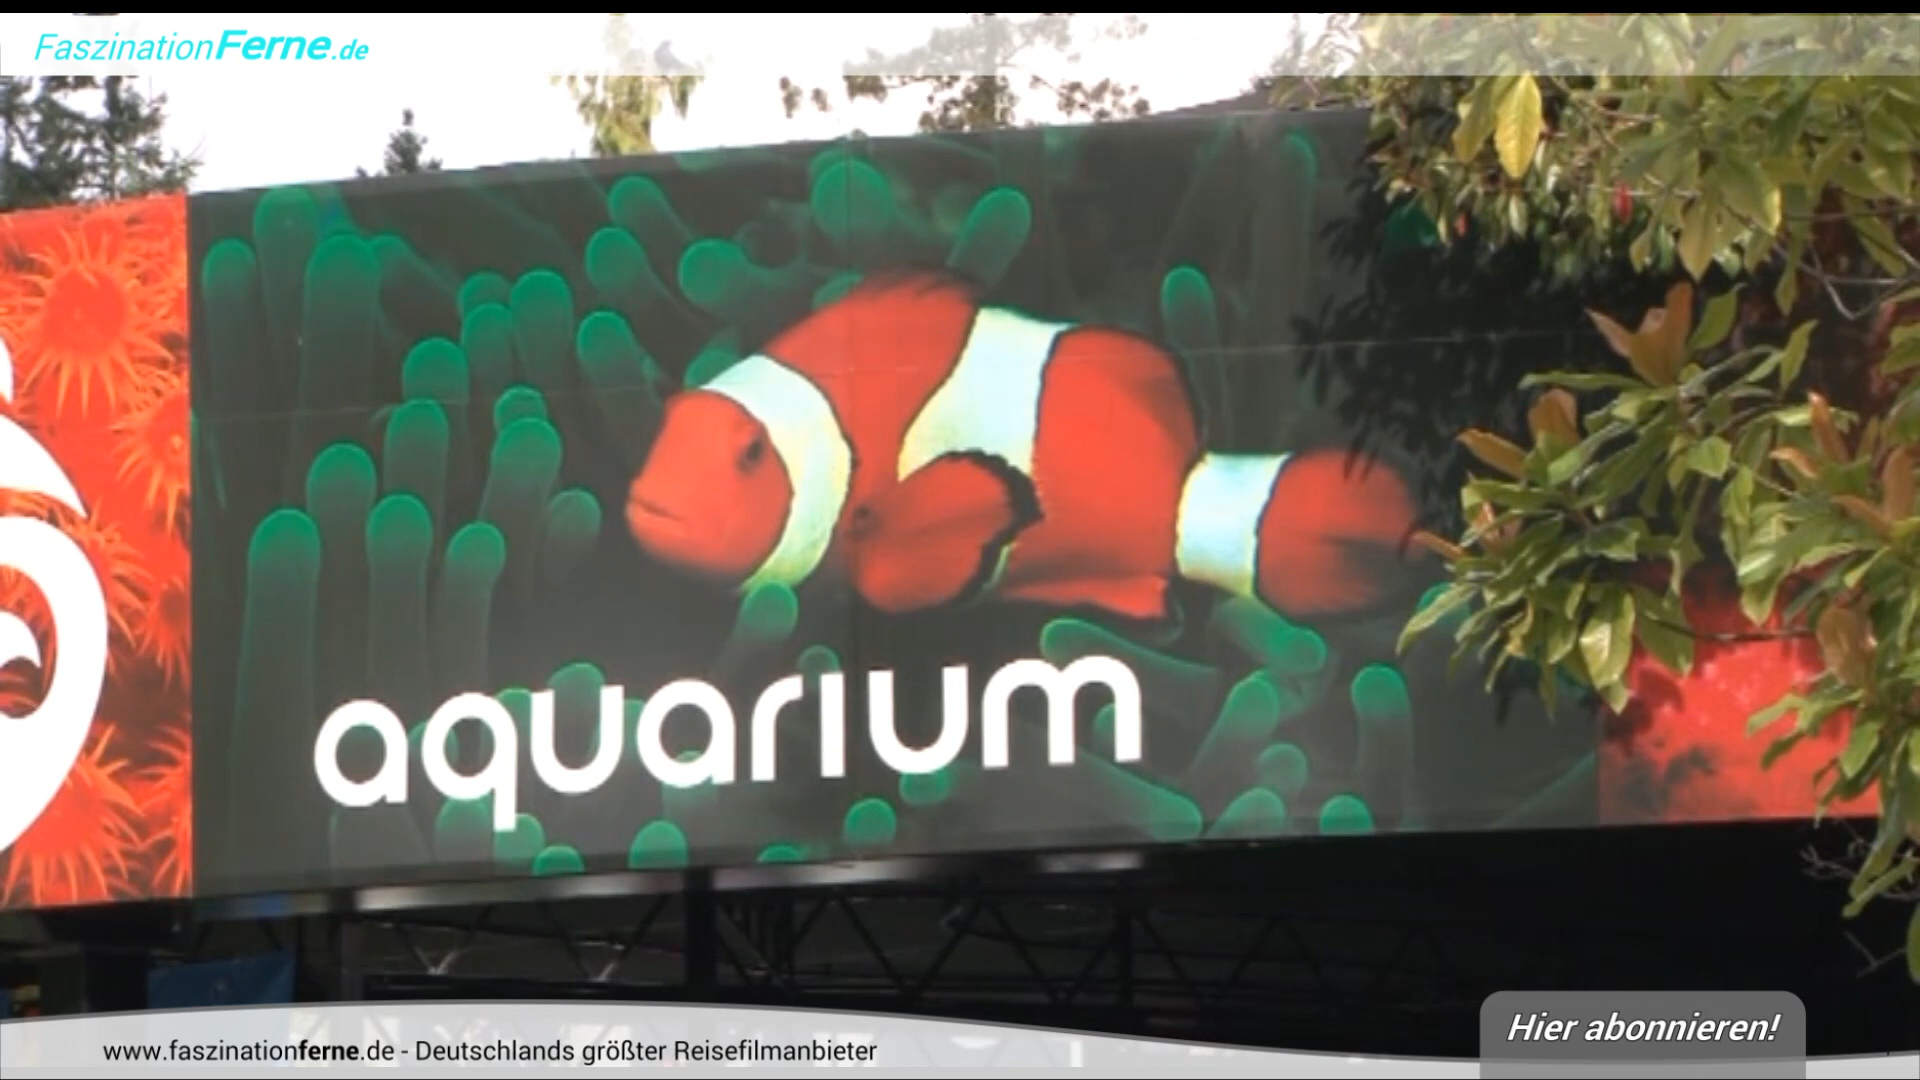 FaszinationFerne.de
aquarium
www.faszinationferne.de - Deutschlands größter Reisefilmanbieter
Hier abonnieren!